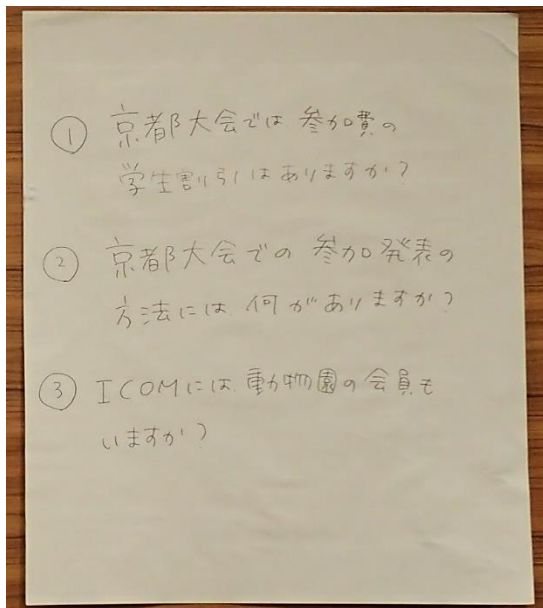 ① 京都大会では 参加費の
学生割引はありますか?
② 京都大会での 参加発表の
方法には 何がありますか?
③ ICOMには 動物園の会員も
いますか?